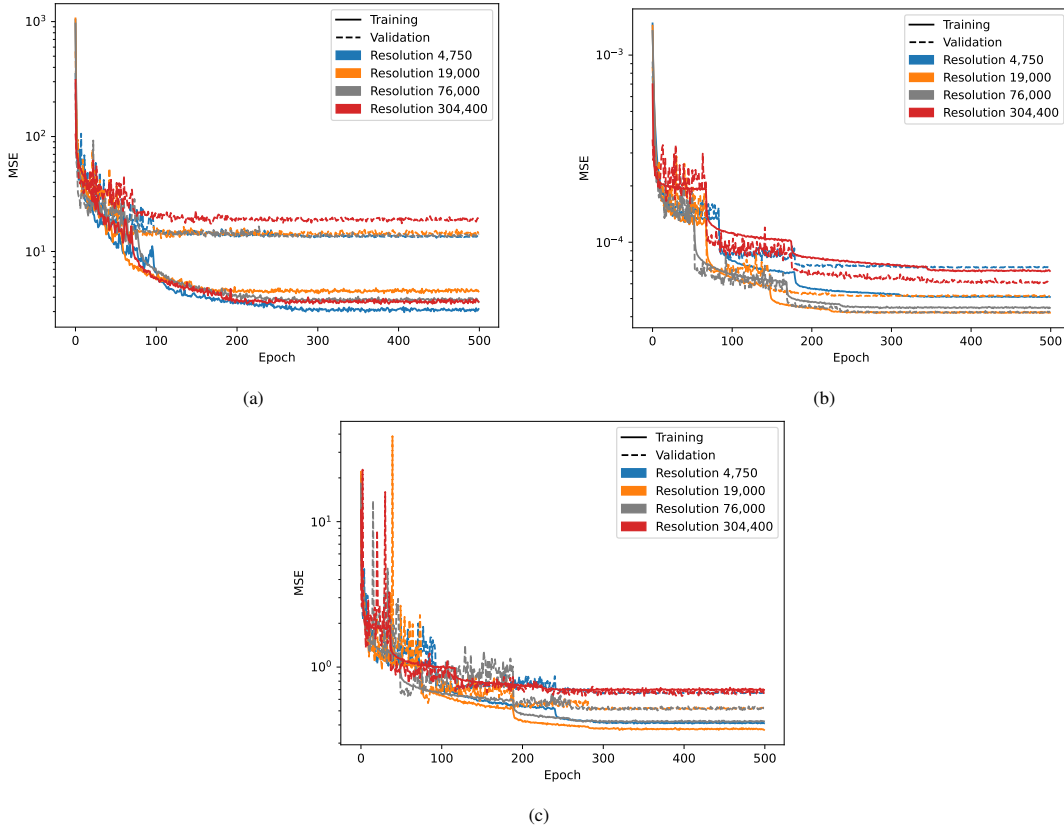 10³
10²
10¹
MSE
Training
Validation
Resolution 4,750
Resolution 19,000
Resolution 76,000
Resolution 304,400
0 100 200 300 400 500
Epoch
(a)
10⁻³
10⁻⁴
MSE
Training
Validation
Resolution 4,750
Resolution 19,000
Resolution 76,000
Resolution 304,400
0 100 200 300 400 500
Epoch
(b)
10¹
10⁰
MSE
Training
Validation
Resolution 4,750
Resolution 19,000
Resolution 76,000
Resolution 304,400
0 100 200 300 400 500
Epoch
(c)